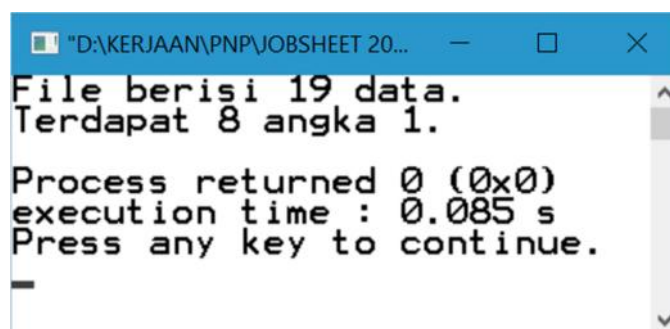 "D:\KERJAAN\PNP\JOBSHEET 20...
File berisi 19 data.
Terdapat 8 angka 1.
Process returned 0 (0x0)
execution time : 0.085 s
Press any key to continue.